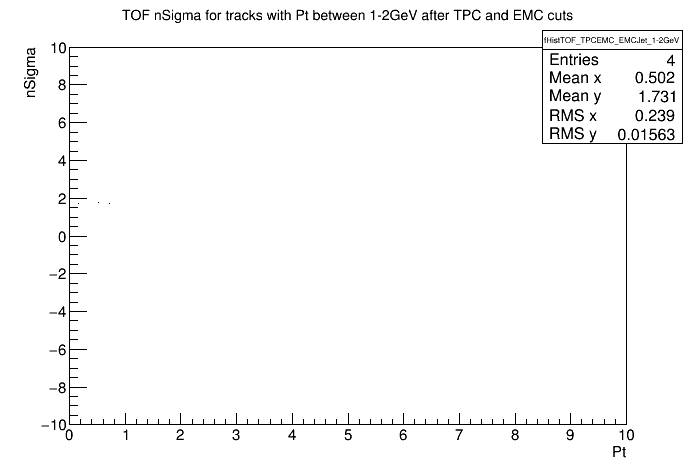 TOF nSigma for tracks with Pt between 1-2GeV after TPC and EMC cuts
fHistTOF_TPCEMC_EMCJet_1-2GeV
Entries 4
Mean x 0.502
Mean y 1.731
RMS x 0.239
RMS y 0.01563
nSigma
10
8
6
4
2
0
−2
−4
−6
−8
−10
0 1 2 3 4 5 6 7 8 9 10
Pt